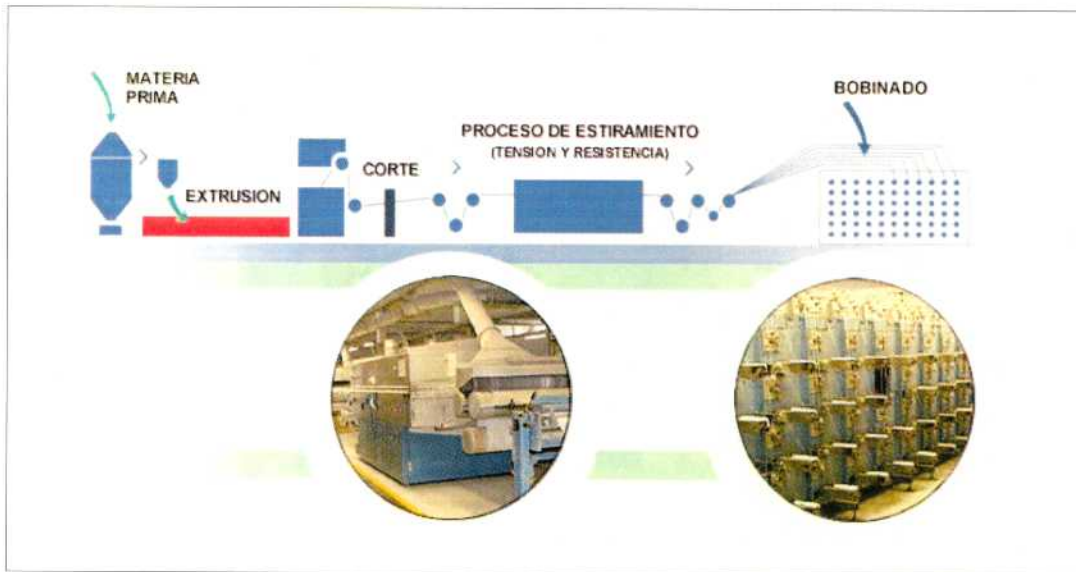 MATERIA
PRIMA
EXTRUSION
CORTE
PROCESO DE ESTIRAMIENTO
(TENSION Y RESISTENCIA)
BOBINADO